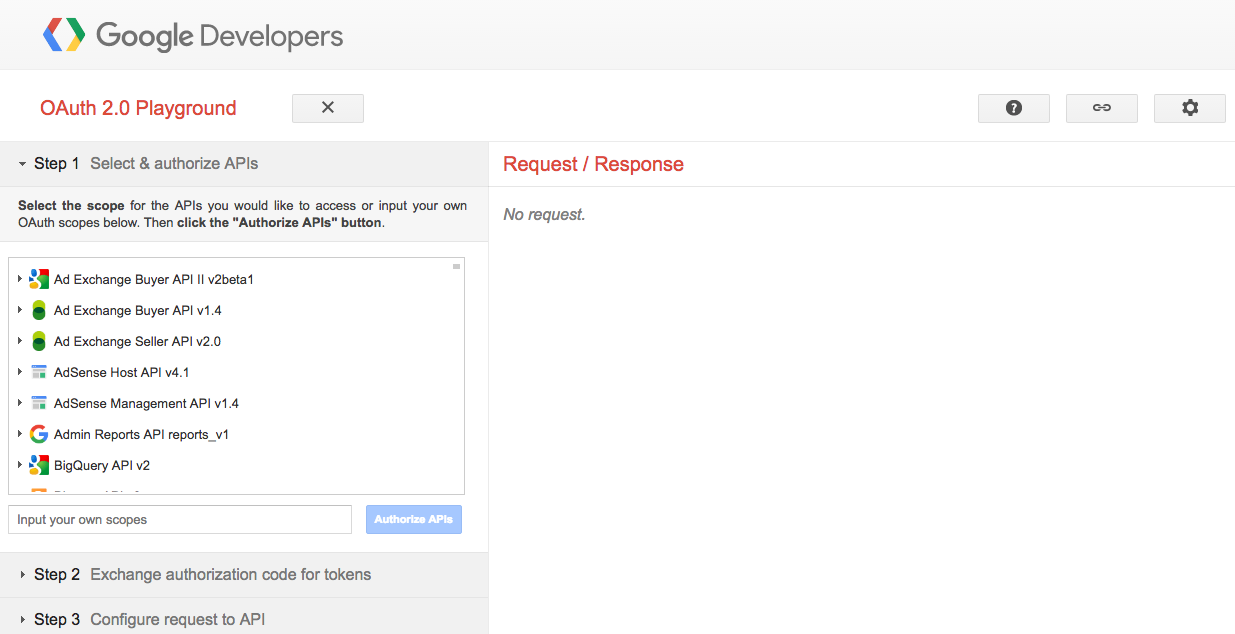 Google Developers
OAuth 2.0 Playground
Step 1 Select & authorize APIs
Select the scope for the APIs you would like to access or input your own
OAuth scopes below. Then click the "Authorize APIs" button.
Ad Exchange Buyer API II v2beta1
Ad Exchange Buyer API v1.4
Ad Exchange Seller API v2.0
AdSense Host API v4.1
AdSense Management API v1.4
Admin Reports API reports_v1
BigQuery API v2
Input your own scopes
Authorize APIs
Step 2 Exchange authorization code for tokens
Step 3 Configure request to API
Request / Response
No request.